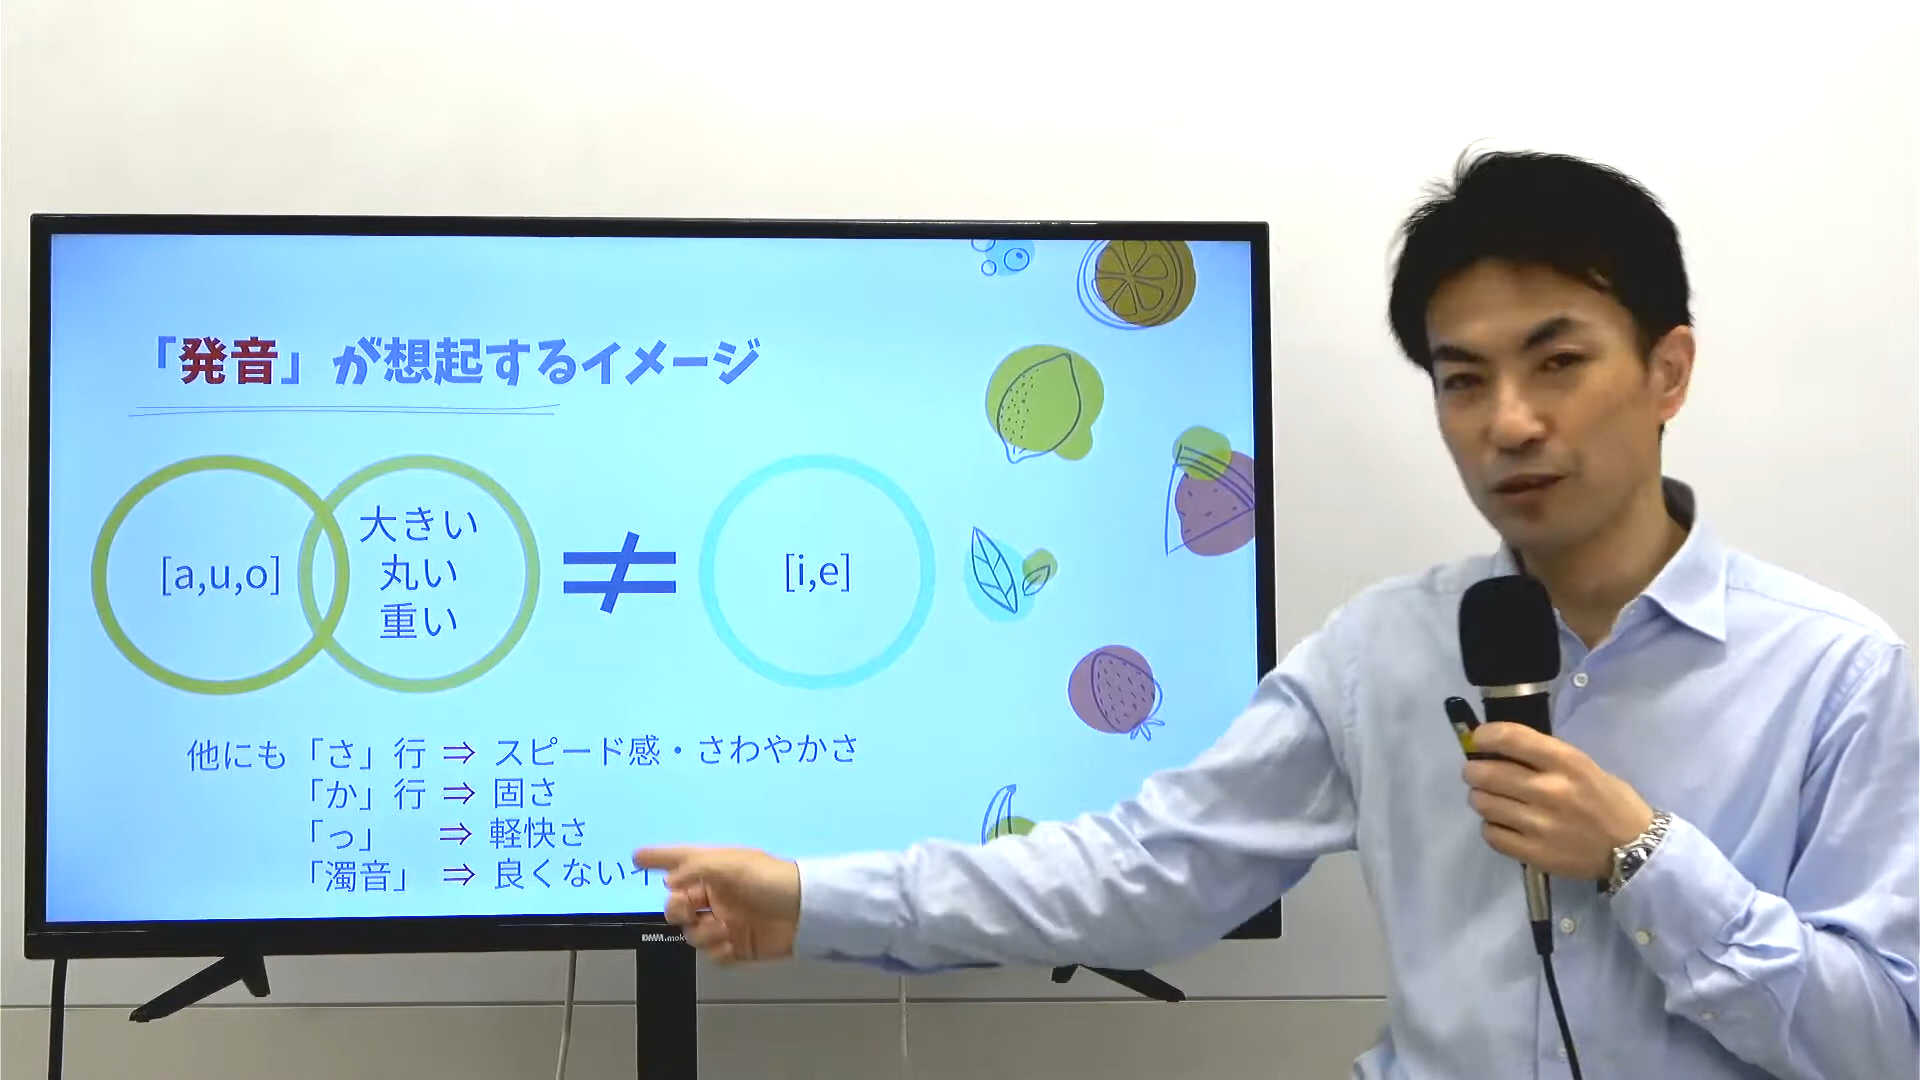 「発音」が想起するイメージ
[a,u,o]
大きい
丸い
重い
≠
[i,e]
他にも「さ」行 ⇒ スピード感・さわやかさ
「か」行 ⇒ 固さ
「っ」 ⇒ 軽快さ
「濁音」 ⇒ 良くない
DMM.mak